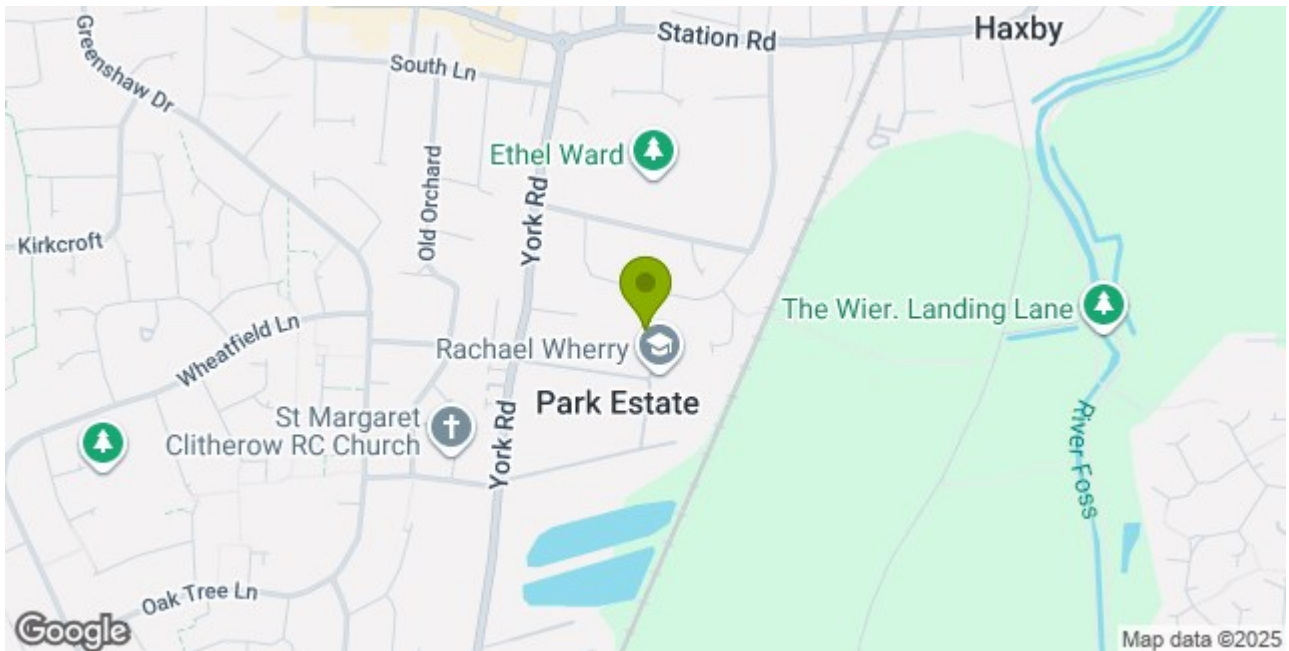 Haxby
Station Rd
Greenshaw Dr
South Ln
Ethel Ward
Old Orchard
York Rd
Kirkcroft
The Wier. Landing Lane
Wheatfield Ln
Rachael Wherry
Park Estate
St Margaret
Clitherow RC Church
York Rd
River Foss
Oak Tree Ln
Google
Map data ©2025